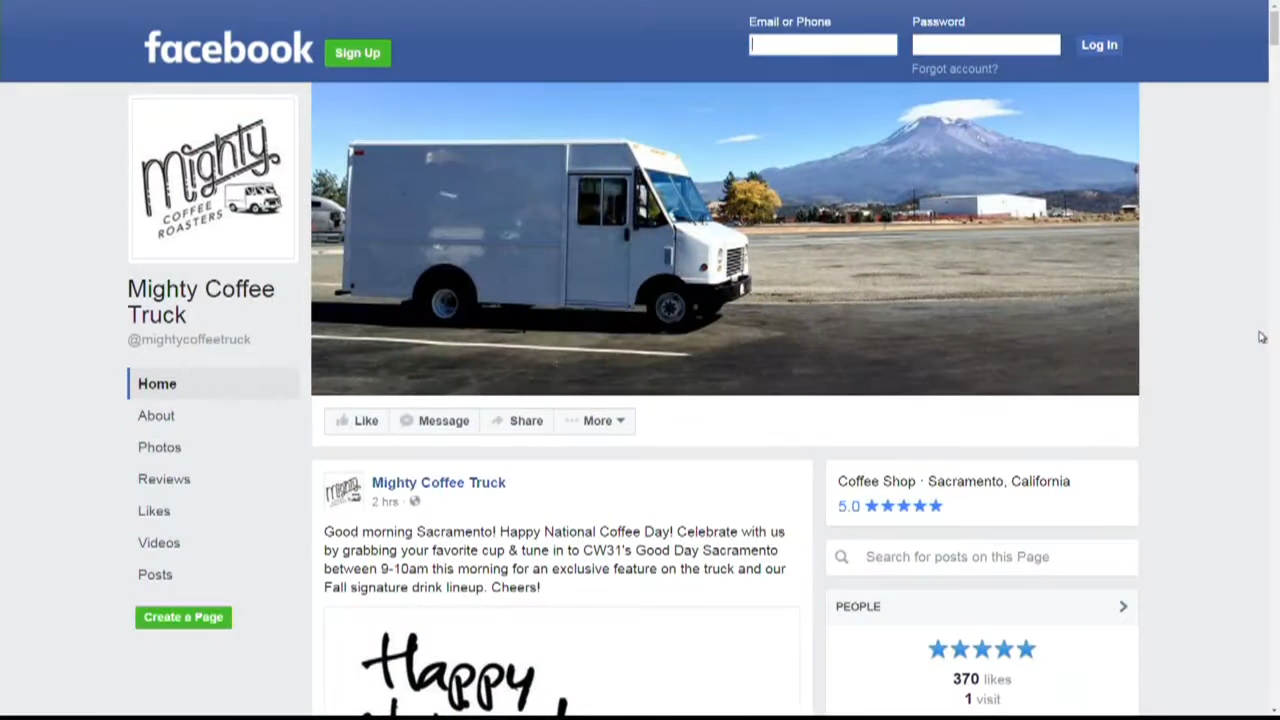 facebook
Sign Up
Email or Phone
Password
Log In
Forgot account?
Mighty
COFFEE
ROASTERS
Mighty Coffee
Truck
@mightycoffeetruck
Home
About
Photos
Reviews
Likes
Videos
Posts
Create a Page
Like
Message
Share
More
Mighty
Mighty Coffee Truck
2 hrs ·
Good morning Sacramento! Happy National Coffee Day! Celebrate with us
by grabbing your favorite cup & tune in to CW31's Good Day Sacramento
between 9-10am this morning for an exclusive feature on the truck and our
Fall signature drink lineup. Cheers!
Happy
Coffee Shop · Sacramento, California
5.0 ★★★★★
Search for posts on this Page
PEOPLE
★★★★★
370 likes
1 visit